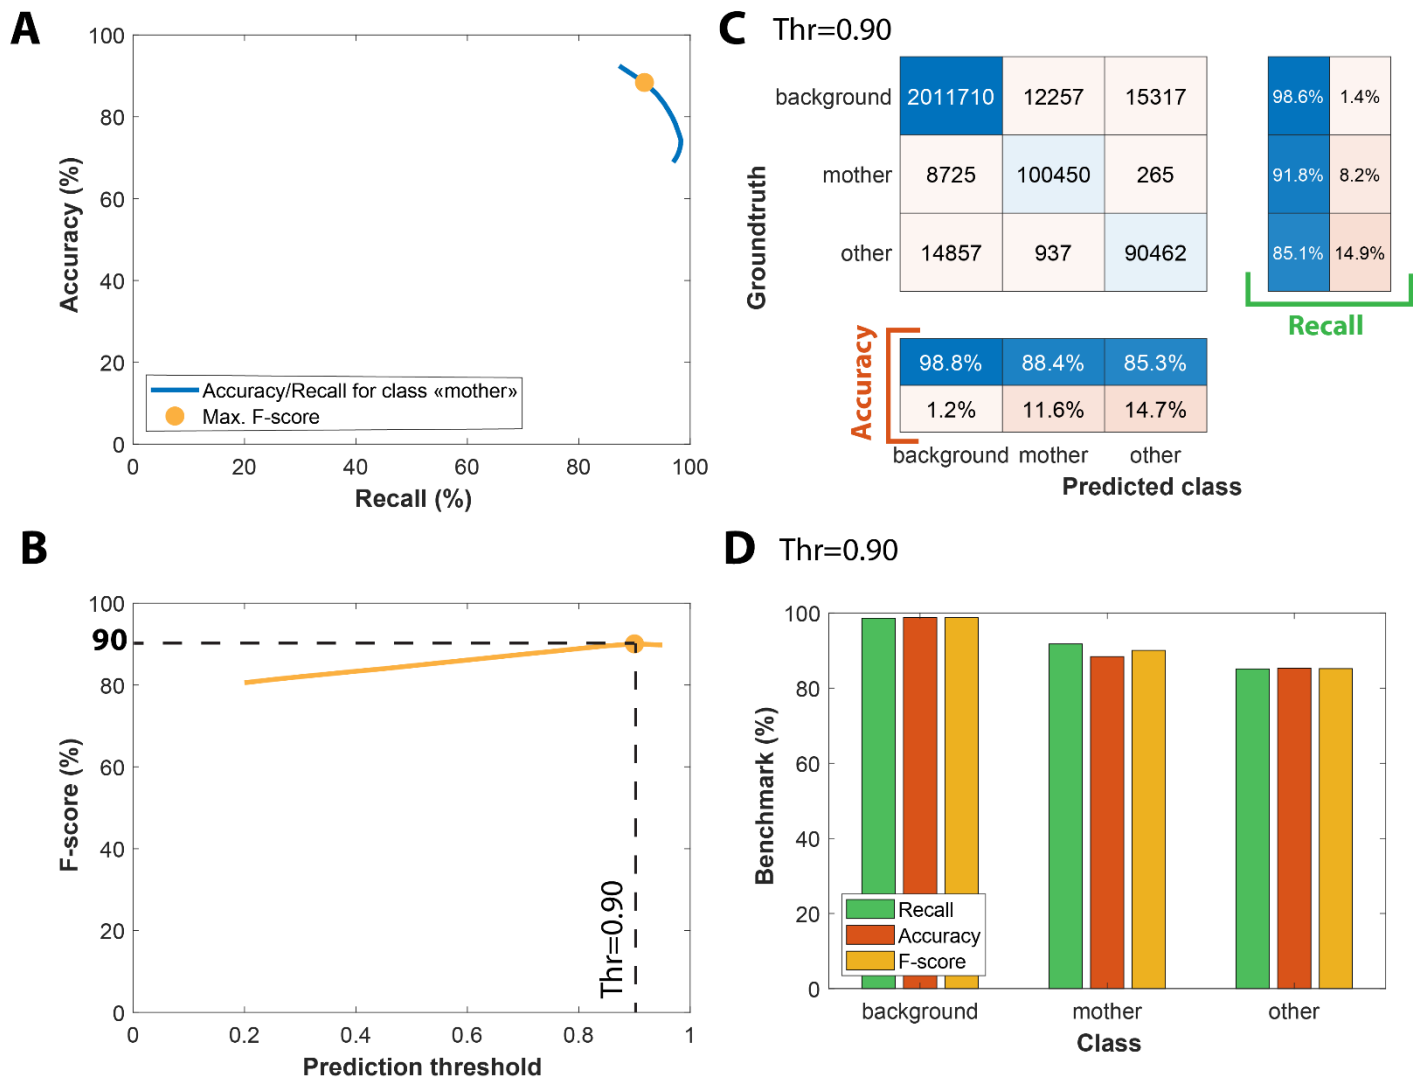 A
100
80
60
40
20
0
Accuracy (%)
Accuracy/Recall for class «mother»
Max. F-score
0 20 40 60 80 100
Recall (%)
B
100
90
80
60
40
20
0
F-score (%)
Thr=0.90
0 0.2 0.4 0.6 0.8 1
Prediction threshold
C Thr=0.90
Groundtruth
background 2011710 12257 15317 98.6% 1.4%
mother 8725 100450 265 91.8% 8.2%
other 14857 937 90462 85.1% 14.9%
Recall
Accuracy
98.8% 88.4% 85.3%
1.2% 11.6% 14.7%
background mother other
Predicted class
D Thr=0.90
100
80
60
40
20
0
Benchmark (%)
Recall
Accuracy
F-score
background mother other
Class